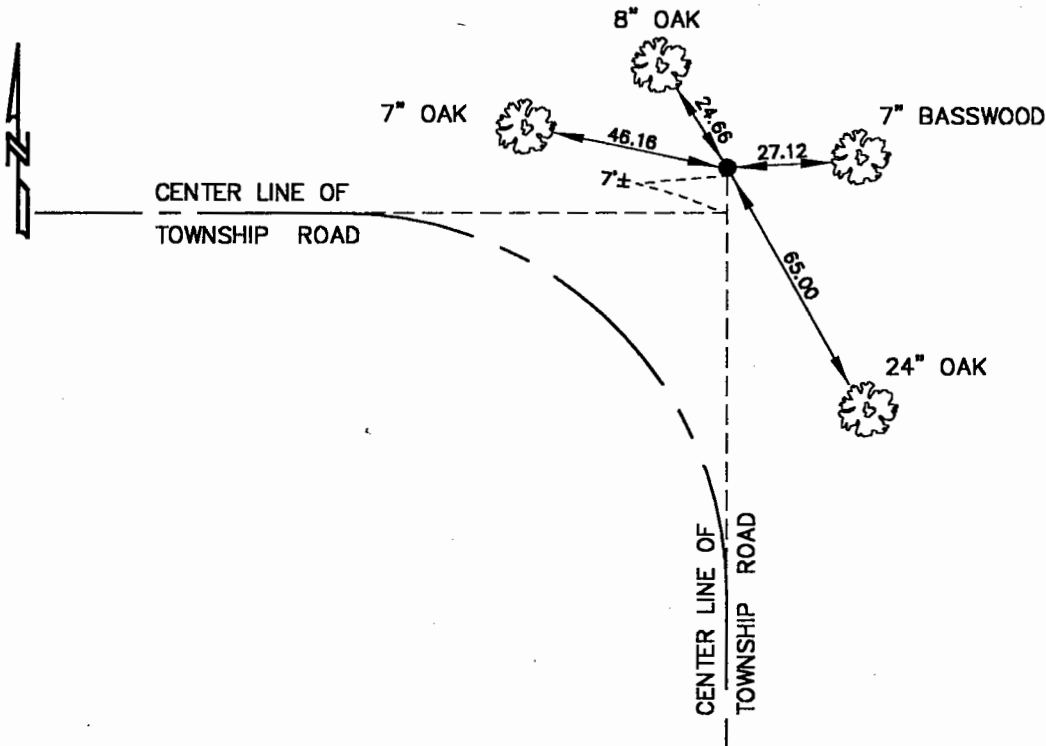 8" OAK
7" OAK
7" BASSWOOD
24.66
46.16
27.12
7'±
N
CENTER LINE OF
TOWNSHIP ROAD
65.00
24" OAK
CENTER LINE OF
TOWNSHIP ROAD